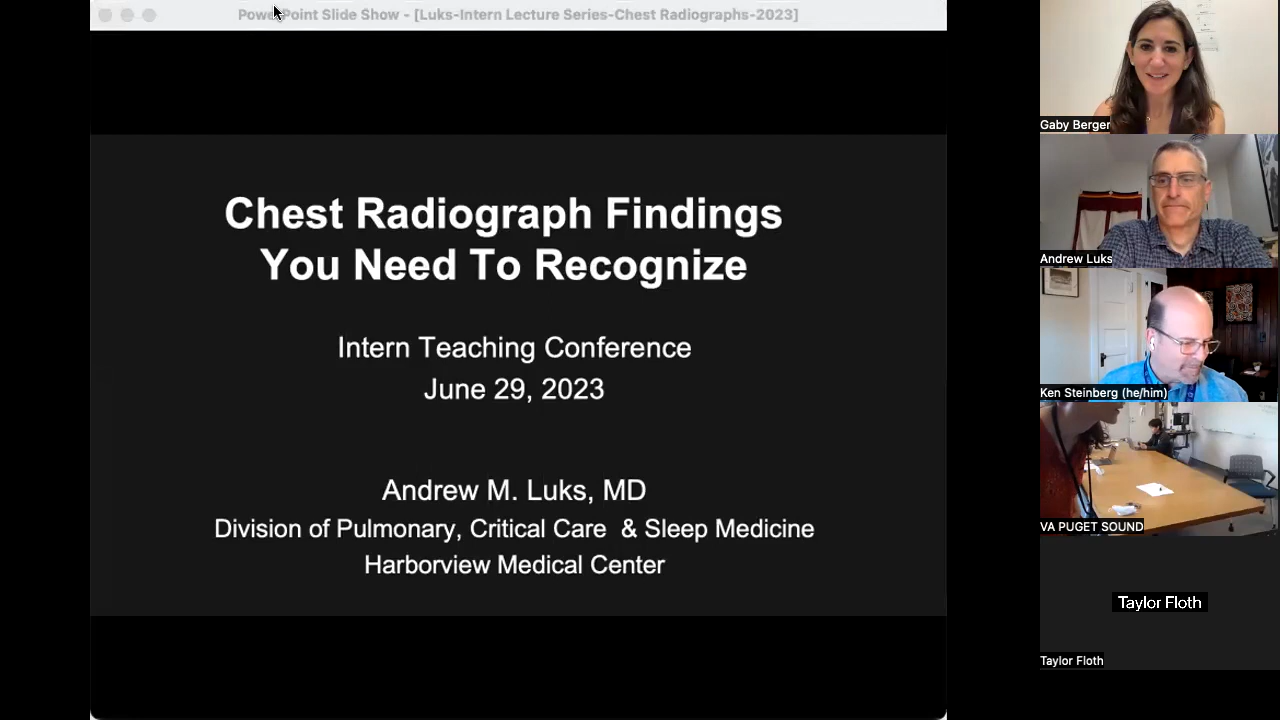 PowerPoint Slide Show - [Luks-Intern Lecture Series-Chest Radiographs-2023]
Chest Radiograph Findings
You Need To Recognize
Intern Teaching Conference
June 29, 2023
Andrew M. Luks, MD
Division of Pulmonary, Critical Care & Sleep Medicine
Harborview Medical Center
Gaby Berger
Andrew Luks
Ken Steinberg (he/him)
VA PUGET SOUND
Taylor Floth
Taylor Floth